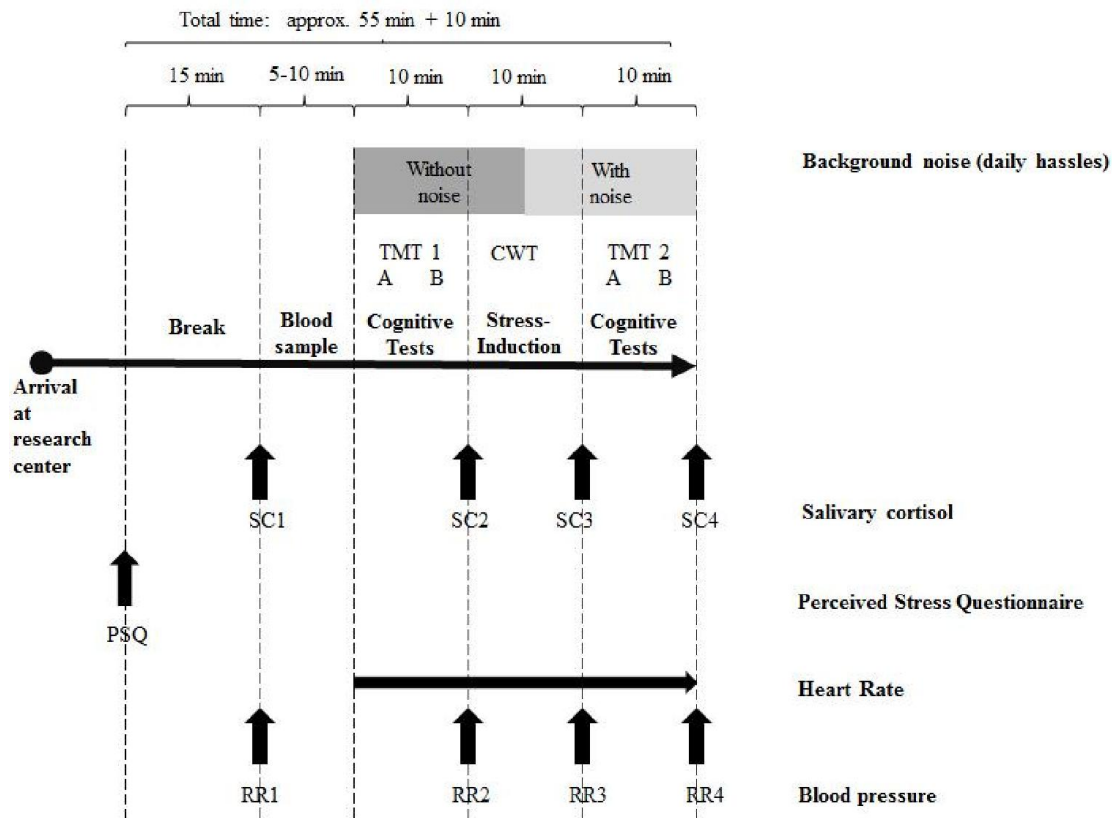 Total time: approx. 55 min + 10 min
15 min 5-10 min 10 min 10 min 10 min
Without noise
With noise
Background noise (daily hassles)
TMT 1
A B
CWT
TMT 2
A B
Break
Blood
sample
Cognitive
Tests
Stress-
Induction
Cognitive
Tests
Arrival
at
research
center
SC1 SC2 SC3 SC4
Salivary cortisol
Perceived Stress Questionnaire
PSQ
Heart Rate
RR1 RR2 RR3 RR4
Blood pressure